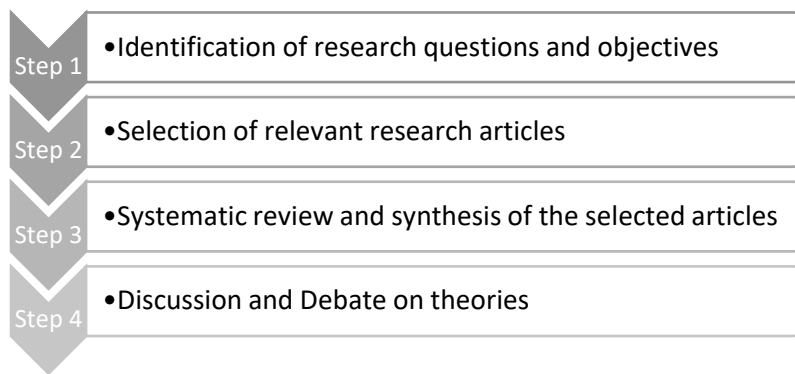 Step 1
•Identification of research questions and objectives
Step 2
•Selection of relevant research articles
Step 3
•Systematic review and synthesis of the selected articles
Step 4
•Discussion and Debate on theories